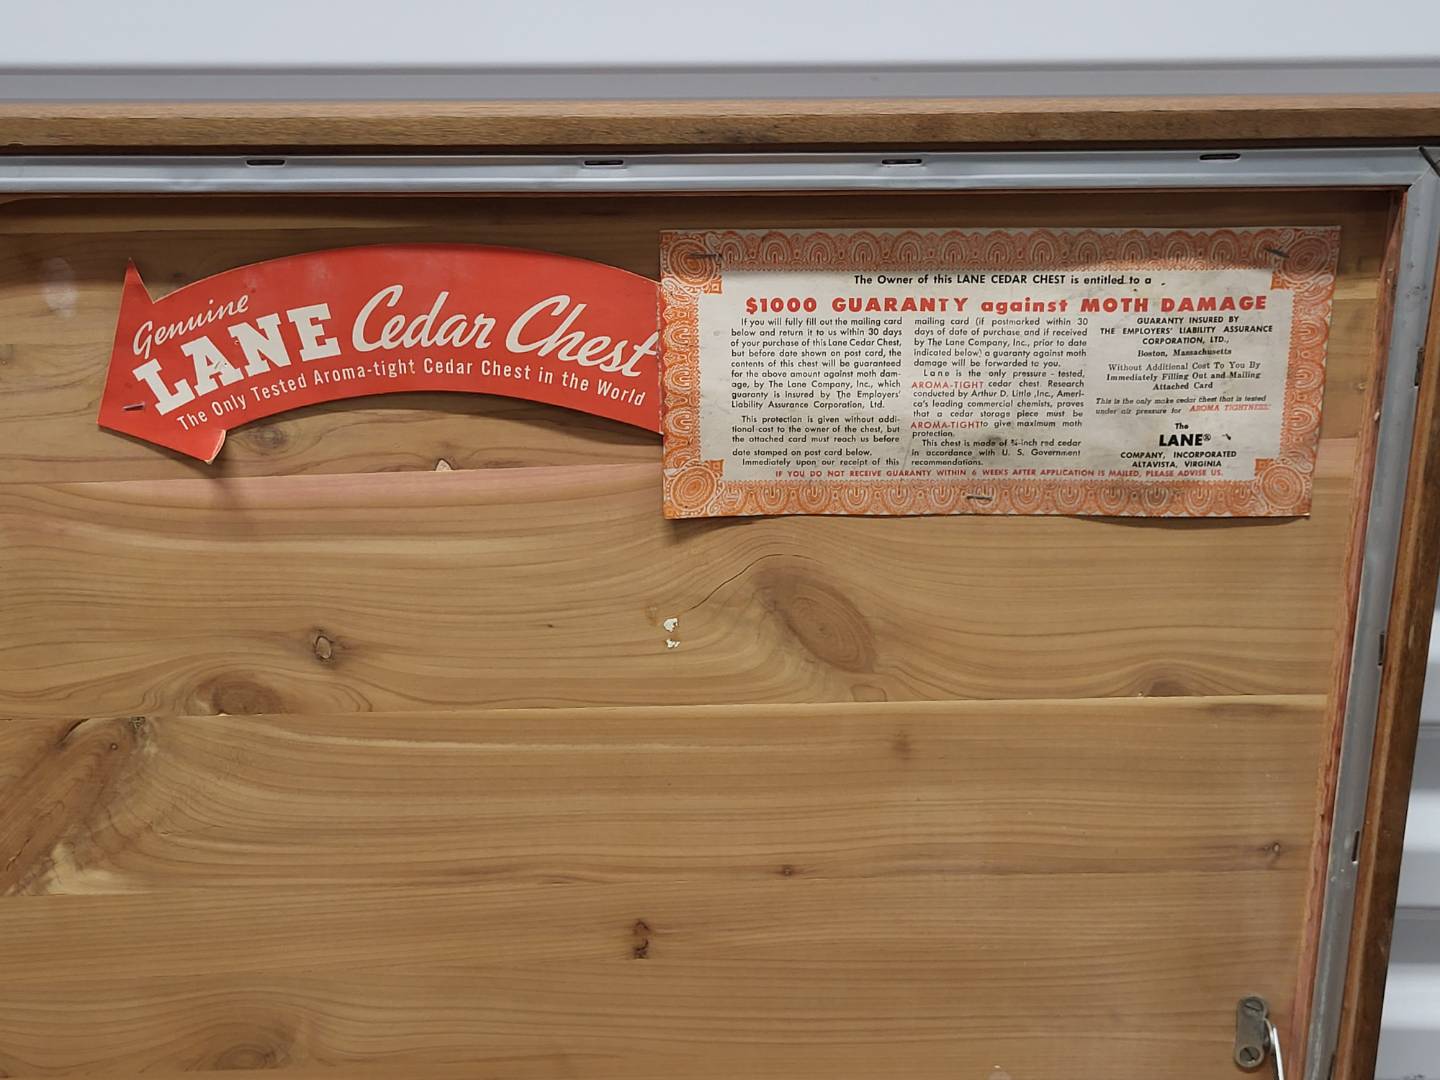 Genuine
LANE Cedar Chest
The Only Tested Aroma-tight Cedar Chest in the World
The Owner of this LANE CEDAR CHEST is entitled to a
$1000 GUARANTY against MOTH DAMAGE
If you will fully fill out the mailing card
below and return it to us within 30 days
of your purchase of this Lane Cedar Chest,
but before date shown on post card, the
contents of this chest will be guaranteed
for the above amount against moth dam-
age, by The Lane Company, Inc., which
guaranty is insured by The Employers'
Liability Assurance Corporation, Ltd.
This protection is given without addi-
tional cost to the owner of the chest, but
the attached card must reach us before
date stamped on post card below.
Immediately upon our receipt of this
mailing card (if postmarked within 30
days of date of purchase and if received
by The Lane Company, Inc., prior to date
indicated below) a guaranty against moth
damage will be forwarded to you.
Lane is the only pressure-tested,
AROMA-TIGHT cedar chest. Research
conducted by Arthur D. Little, Inc., Ameri-
ca's leading commercial chemists, proves
that a cedar storage piece must be
AROMA-TIGHT to give maximum moth
protection.
This chest is made of ¾-inch red cedar
in accordance with U. S. Government
recommendations.
GUARANTY INSURED BY
THE EMPLOYERS' LIABILITY ASSURANCE
CORPORATION, LTD.,
Boston, Massachusetts
Without Additional Cost To You By
Immediately Filling Out and Mailing
Attached Card
This is the only make cedar chest that is tested
under air pressure for "AROMA TIGHTNESS"
The
LANE®
COMPANY, INCORPORATED
ALTAVISTA, VIRGINIA
IF YOU DO NOT RECEIVE GUARANTY WITHIN 6 WEEKS AFTER APPLICATION IS MAILED, PLEASE ADVISE US.